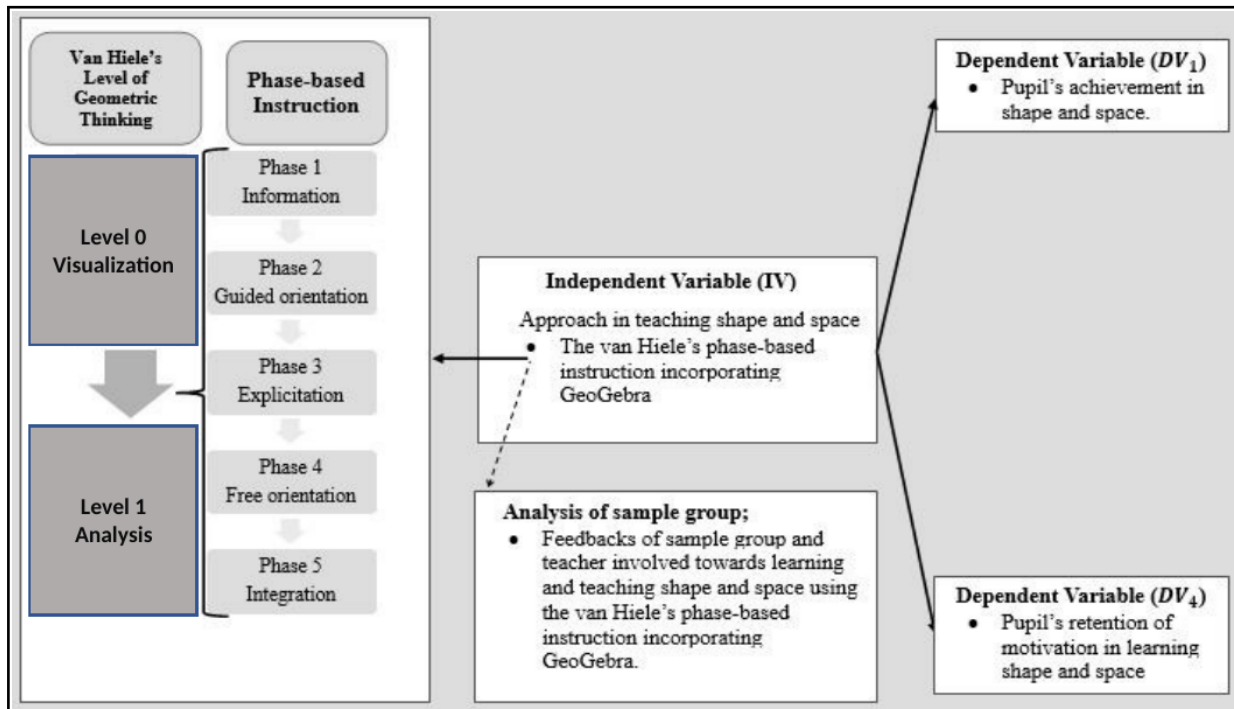 Van Hiele's
Level of
Geometric
Thinking
Phase-based
Instruction
Level 0
Visualization
Level 1
Analysis
Phase 1
Information
Phase 2
Guided orientation
Phase 3
Explicitation
Phase 4
Free orientation
Phase 5
Integration
Independent Variable (IV)
Approach in teaching shape and space
● The van Hiele's phase-based
instruction incorporating
GeoGebra
Analysis of sample group;
● Feedbacks of sample group and
teacher involved towards learning
and teaching shape and space using
the van Hiele's phase-based
instruction incorporating
GeoGebra.
Dependent Variable (DV₁)
● Pupil's achievement in
shape and space.
Dependent Variable (DV₄)
● Pupil's retention of
motivation in learning
shape and space